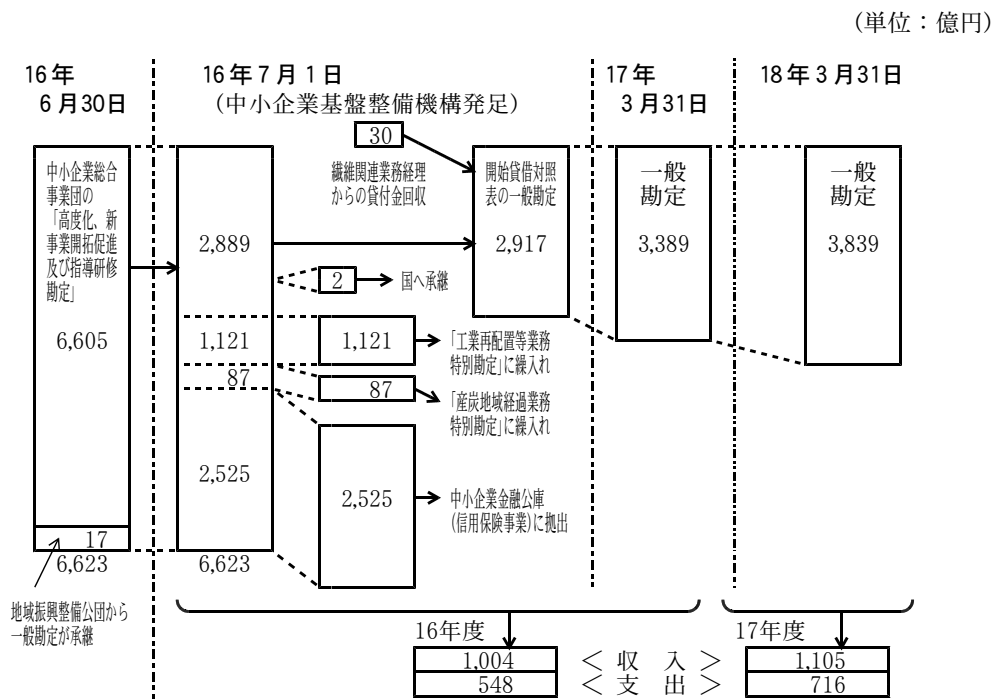 (単位：億円)
16年
6月30日
16年7月1日
(中小企業基盤整備機構発足)
17年
3月31日
18年3月31日
中小企業総合
事業団の
「高度化、新
事業開拓促進
及び指導研修
勘定」
6,605
17
6,623
地域振興整備公団から
一般勘定が承継
2,889
1,121
87
2,525
6,623
30
繊維関連業務経理
からの貸付金回収
2
国へ承継
1,121
「工業再配置等業務
特別勘定」に繰入れ
87
「産炭地域経過業務
特別勘定」に繰入れ
2,525
中小企業金融公庫
(信用保険事業)に拠出
開始貸借対照
表の一般勘定
2,917
一般
勘定
3,389
一般
勘定
3,839
16年度
17年度
1,004
＜ 収 入 ＞
1,105
548
＜ 支 出 ＞
716